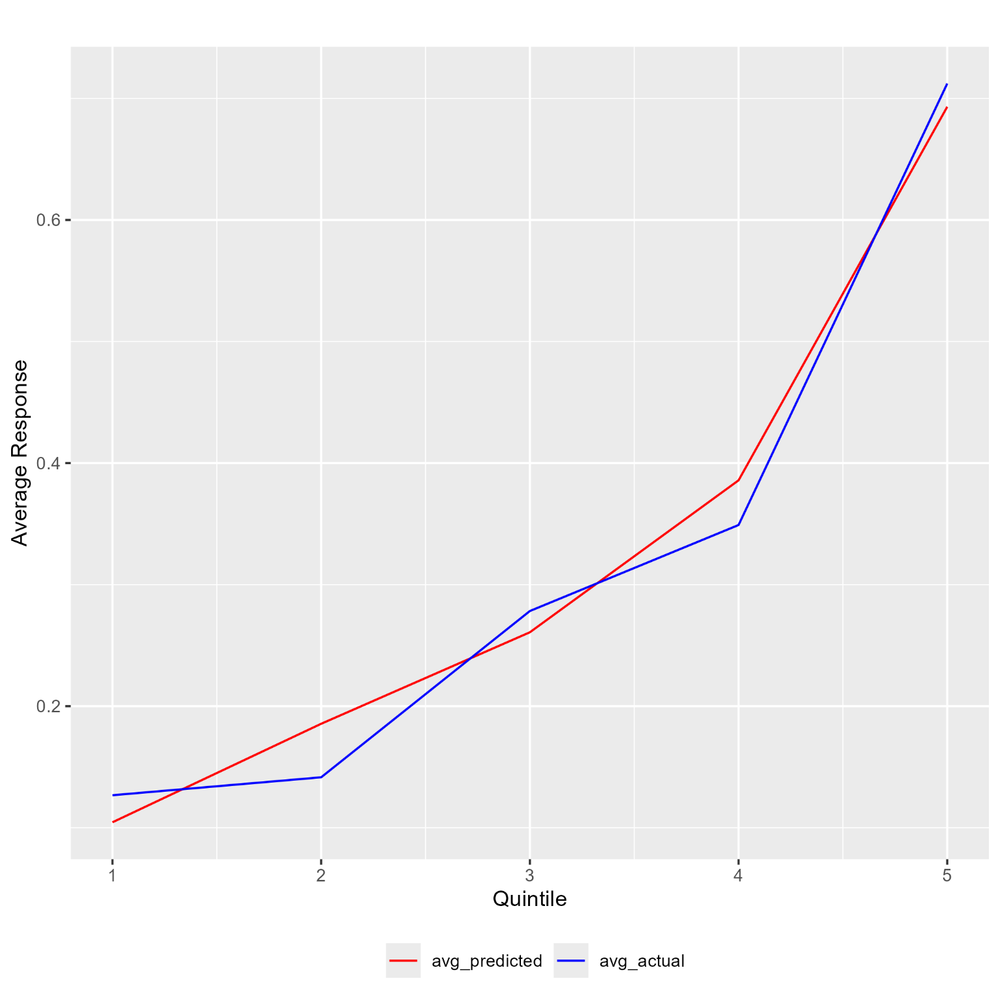 Average Response
0.6
0.4
0.2
1 2 3 4 5
Quintile
avg_predicted avg_actual